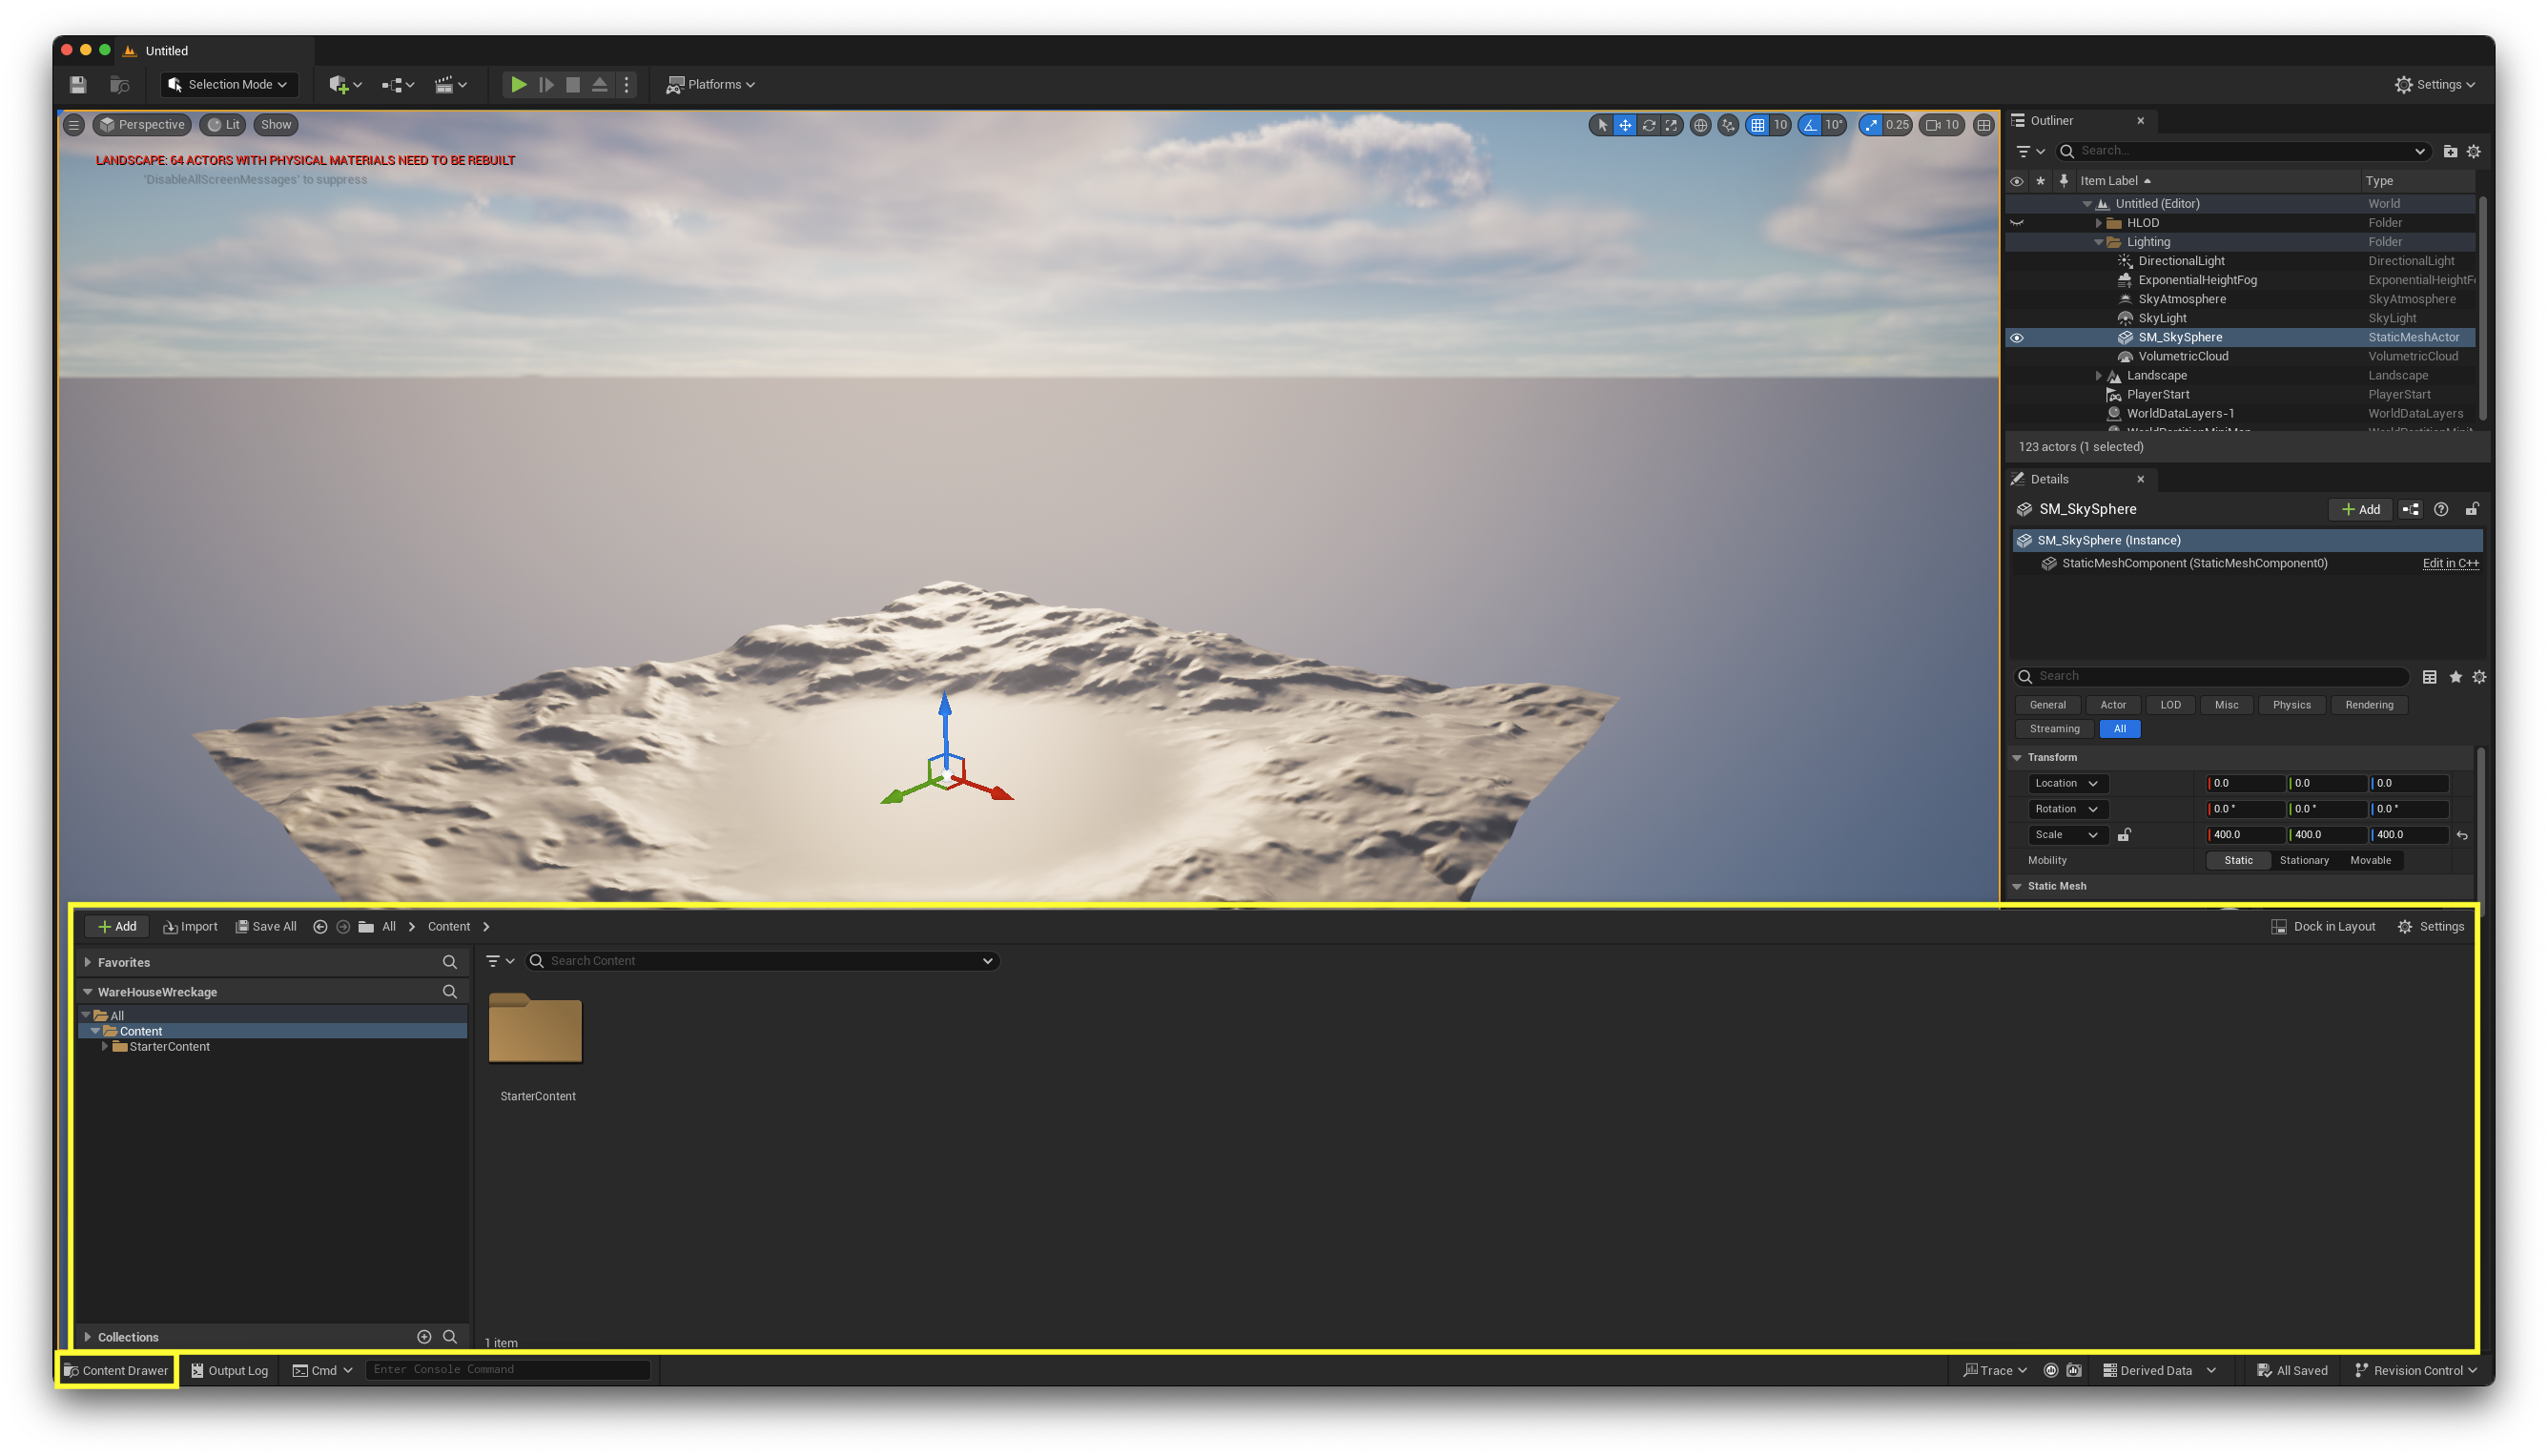 Untitled
Selection Mode
Platforms
Settings
Perspective
Lit
Show
10
10°
0.25
10
LANDSCAPE: 64 ACTORS WITH PHYSICAL MATERIALS NEED TO BE REBUILT
'DisableAllScreenMessages' to suppress
Outliner
Search...
Item Label
Type
Untitled (Editor)
World
HLOD
Folder
Lighting
Folder
DirectionalLight
DirectionalLight
ExponentialHeightFog
ExponentialHeightF
SkyAtmosphere
SkyAtmosphere
SkyLight
SkyLight
SM_SkySphere
StaticMeshActor
VolumetricCloud
VolumetricCloud
Landscape
Landscape
PlayerStart
PlayerStart
WorldDataLayers-1
WorldDataLayers
123 actors (1 selected)
Details
SM_SkySphere
Add
SM_SkySphere (Instance)
StaticMeshComponent (StaticMeshComponent0)
Edit in C++
Search
General
Actor
LOD
Misc
Physics
Rendering
Streaming
All
Transform
Location
0.0
0.0
0.0
Rotation
0.0 °
0.0 °
0.0 °
Scale
400.0
400.0
400.0
Mobility
Static
Stationary
Movable
Static Mesh
Add
Import
Save All
All
Content
Dock in Layout
Settings
Favorites
WareHouseWreckage
All
Content
StarterContent
Collections
Search Content
StarterContent
1 item
Content Drawer
Output Log
Cmd
Enter Console Command
Trace
Derived Data
All Saved
Revision Control